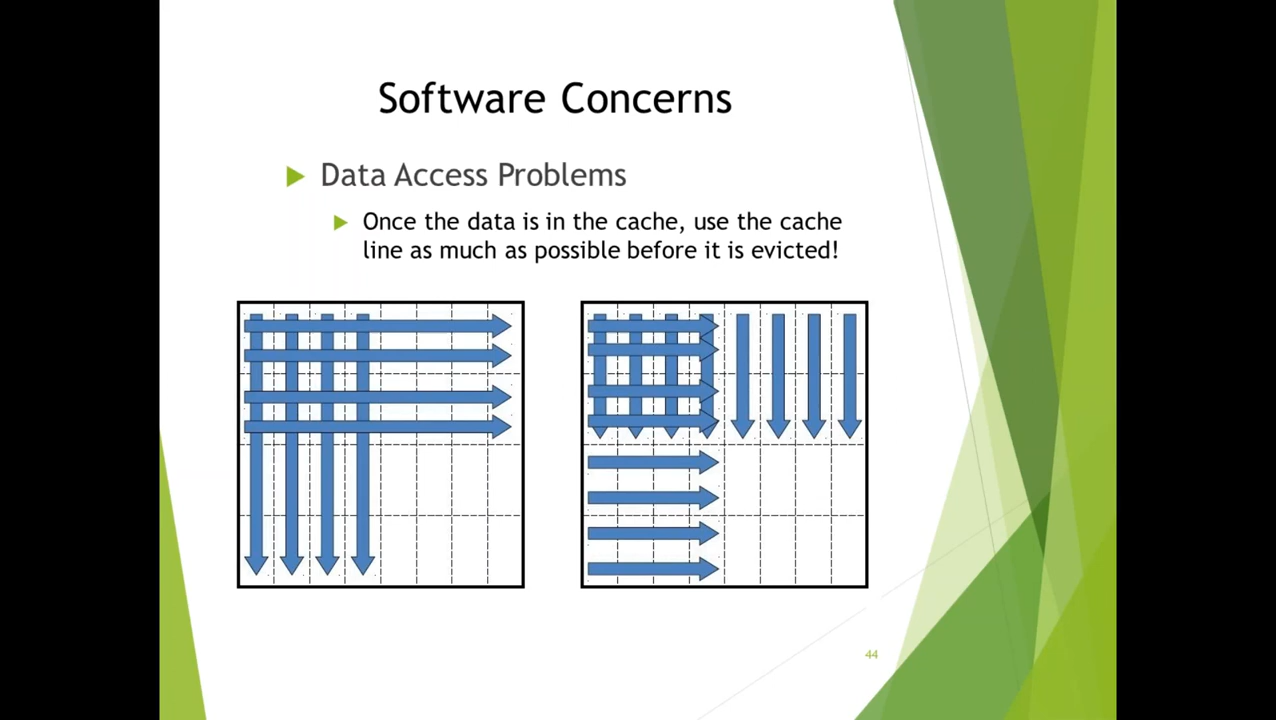 Software Concerns
Data Access Problems
Once the data is in the cache, use the cache
line as much as possible before it is evicted!
44